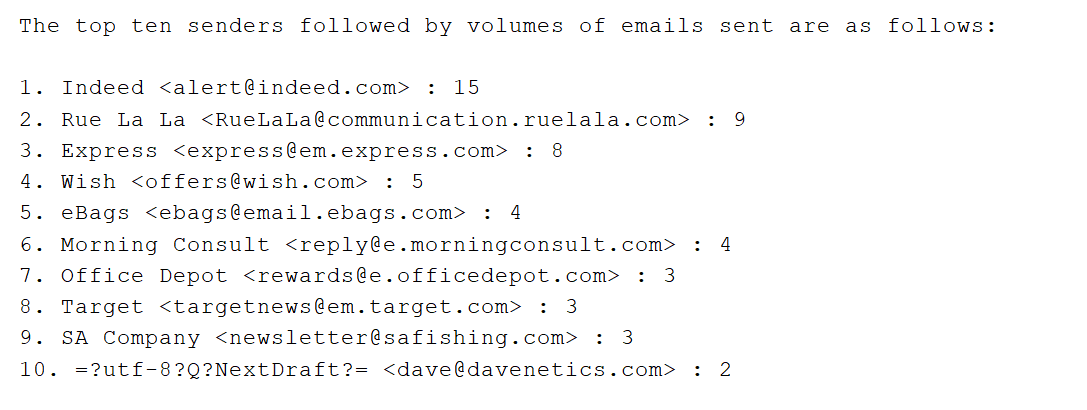 The top ten senders followed by volumes of emails sent are as follows:
1. Indeed <alert@indeed.com> : 15
2. Rue La La <RueLaLa@communication.ruelala.com> : 9
3. Express <express@em.express.com> : 8
4. Wish <offers@wish.com> : 5
5. eBags <ebags@email.ebags.com> : 4
6. Morning Consult <reply@e.morningconsult.com> : 4
7. Office Depot <rewards@e.officedepot.com> : 3
8. Target <targetnews@em.target.com> : 3
9. SA Company <newsletter@safishing.com> : 3
10. =?utf-8?Q?NextDraft?= <dave@davenetics.com> : 2